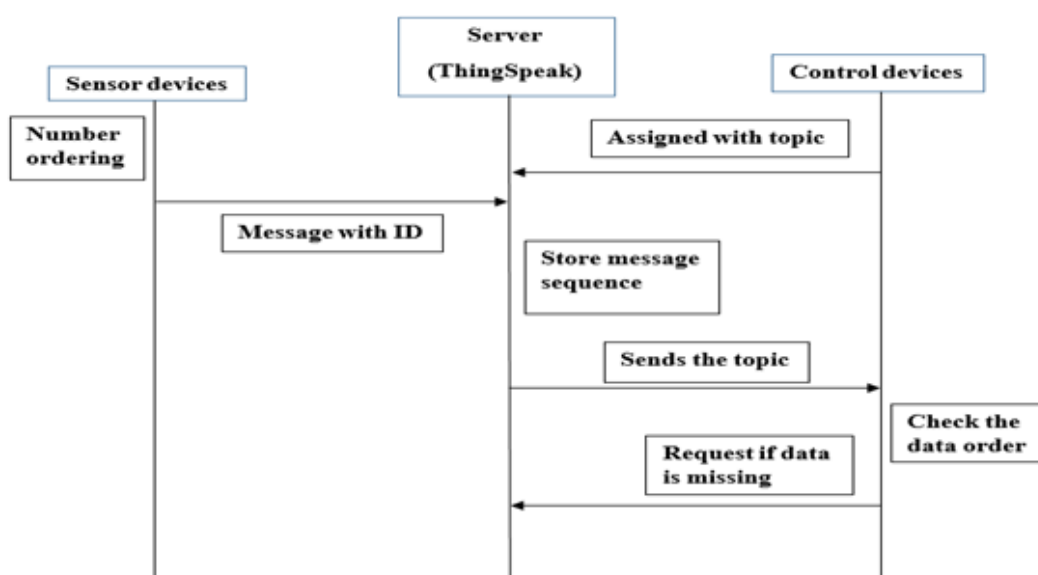 Server
(ThingSpeak)
Sensor devices
Control devices
Number
ordering
Assigned with topic
Message with ID
Store message
sequence
Sends the topic
Check the
data order
Request if data
is missing